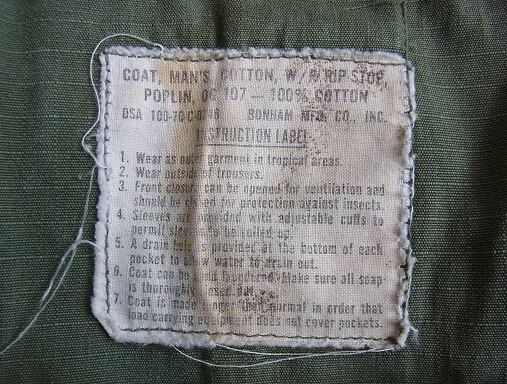 COAT, MAN'S, COTTON, W/R RIP-STOP,
POPLIN, OG 107 — 100% COTTON
DSA 100-70-C- BONHAM MFG. CO., INC.
INSTRUCTION LABEL
1. Wear as outer garment in tropical areas.
2. Wear outside of trousers.
3. Front closure can be opened for ventilation and
should be closed for protection against insects.
4. Sleeves are provided with adjustable cuffs to
permit sleeves to be rolled up.
5. A drain hole is provided at the bottom of each
pocket to allow water to drain out.
6. Coat can be laundered. Make sure all soap
is thoroughly rinsed out.
7. Coat is made longer than normal in order that
load carrying equipment does not cover pockets.